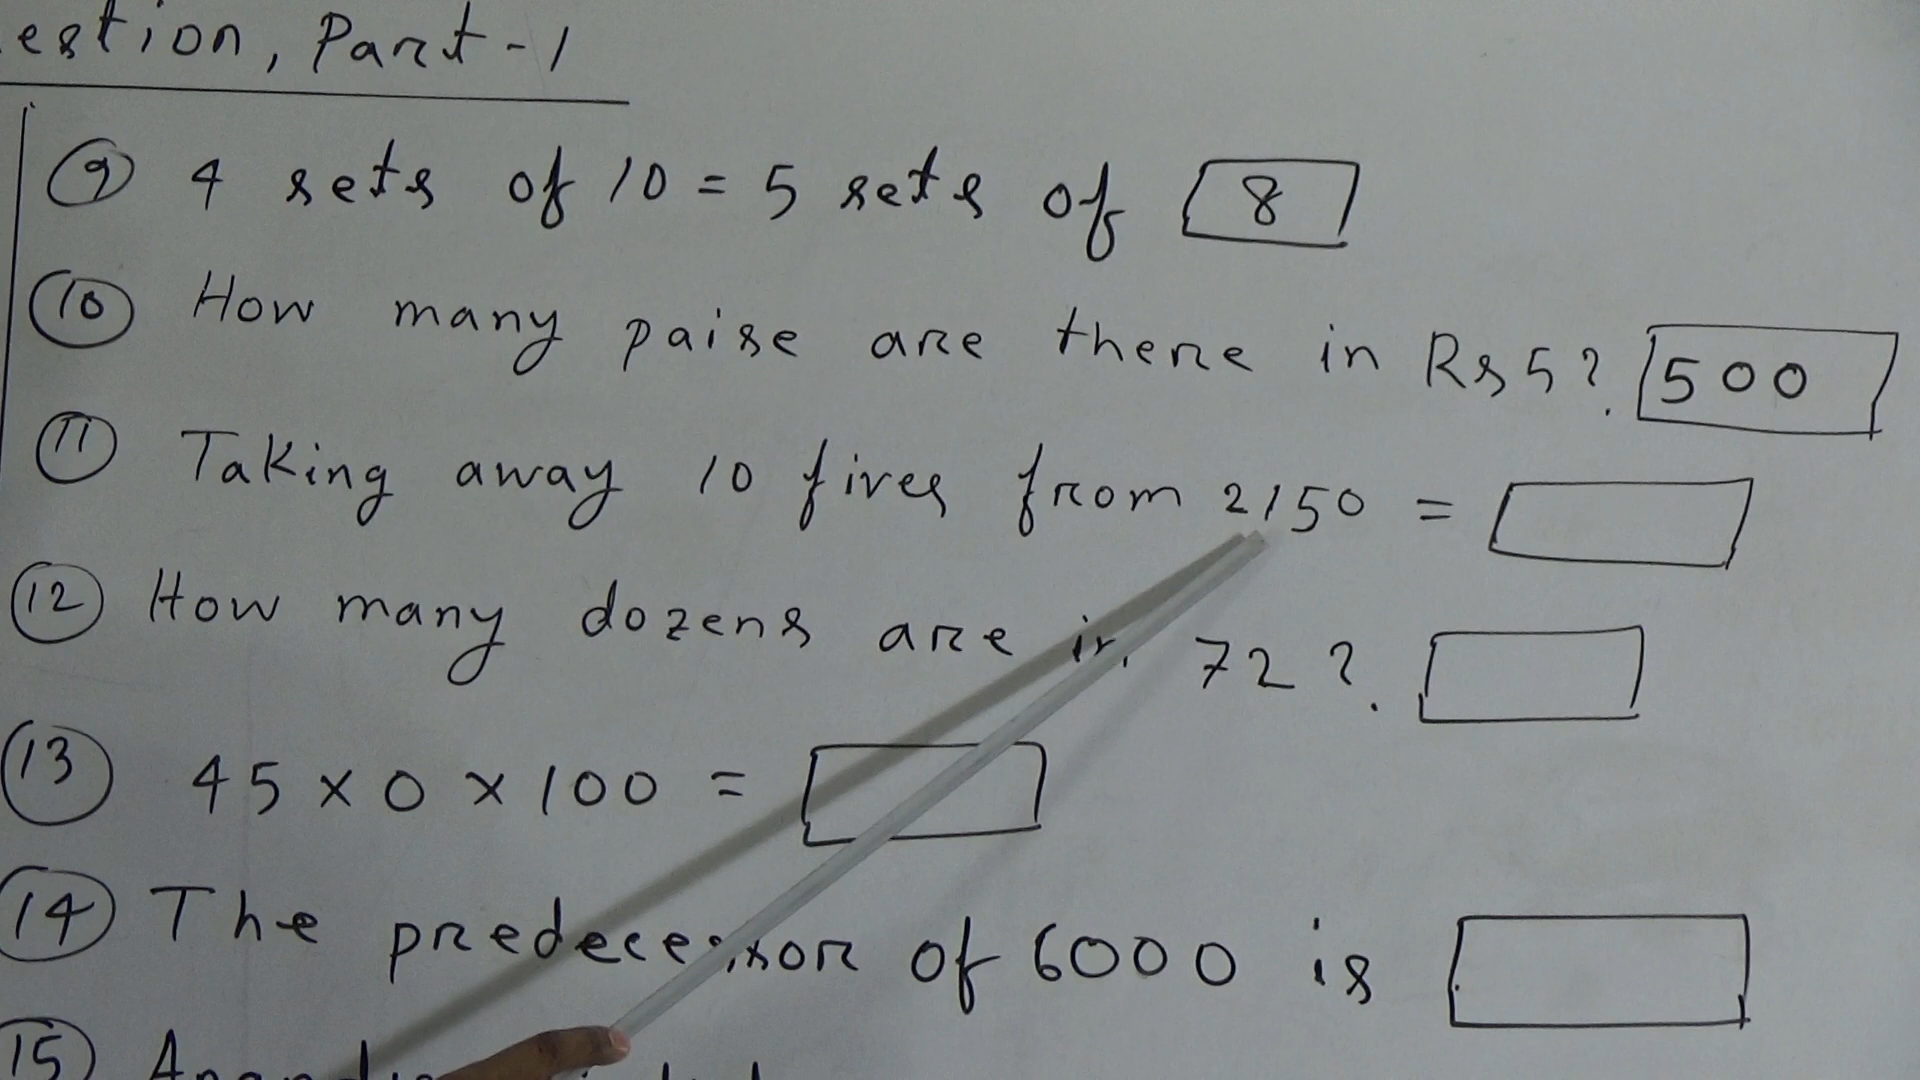 estion, Part-1
9 4 sets of 10 = 5 sets of 8
10 How many paise are there in Rs 5? 500
11 Taking away 10 fives from 2150 =
12 How many dozens are in 72?
13 45 x 0 x 100 =
14 The predecessor of 6000 is
15